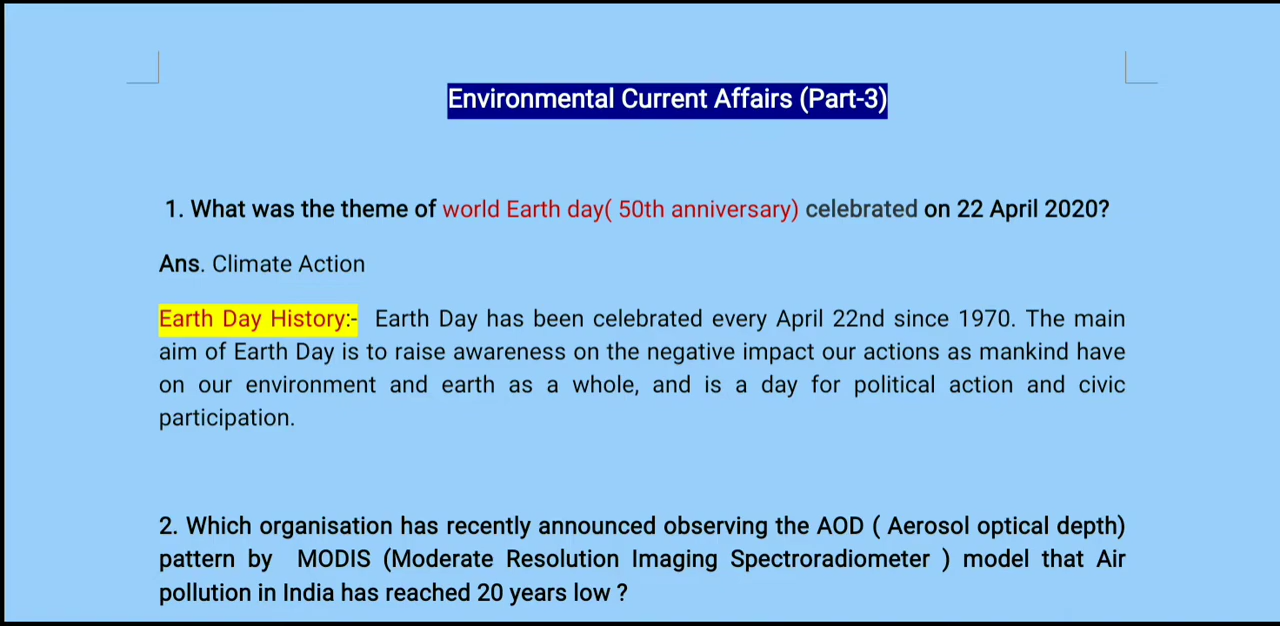 Environmental Current Affairs (Part-3)
1. What was the theme of world Earth day( 50th anniversary) celebrated on 22 April 2020?
Ans. Climate Action
Earth Day History:- Earth Day has been celebrated every April 22nd since 1970. The main
aim of Earth Day is to raise awareness on the negative impact our actions as mankind have
on our environment and earth as a whole, and is a day for political action and civic
participation.
2. Which organisation has recently announced observing the AOD ( Aerosol optical depth)
pattern by MODIS (Moderate Resolution Imaging Spectroradiometer ) model that Air
pollution in India has reached 20 years low ?